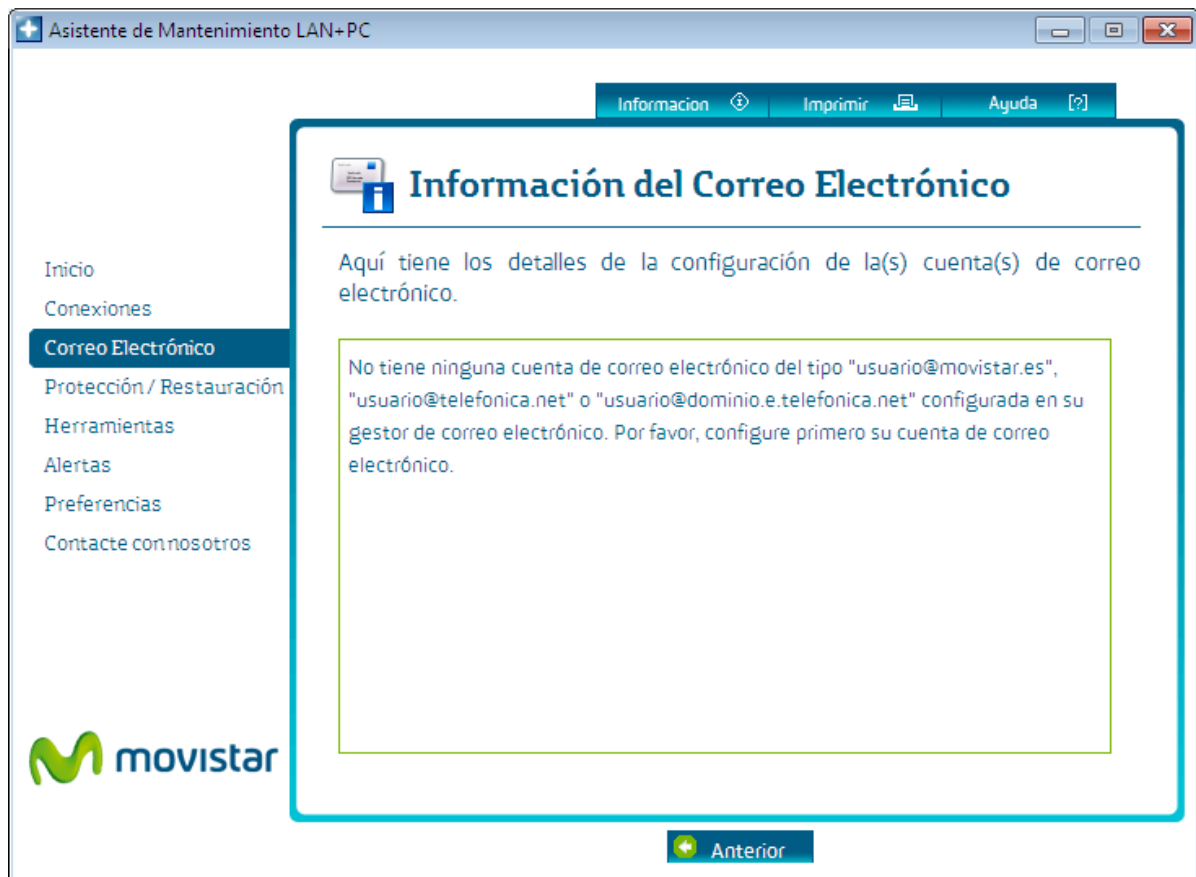 Asistente de Mantenimiento LAN+PC
Informacion
Imprimir
Ayuda [?]
Información del Correo Electrónico
Aquí tiene los detalles de la configuración de la(s) cuenta(s) de correo
electrónico.
Inicio
Conexiones
Correo Electrónico
Protección / Restauración
Herramientas
Alertas
Preferencias
Contacte con nosotros
No tiene ninguna cuenta de correo electrónico del tipo "usuario@movistar.es",
"usuario@telefonica.net" o "usuario@dominio.e.telefonica.net" configurada en su
gestor de correo electrónico. Por favor, configure primero su cuenta de correo
electrónico.
movistar
Anterior